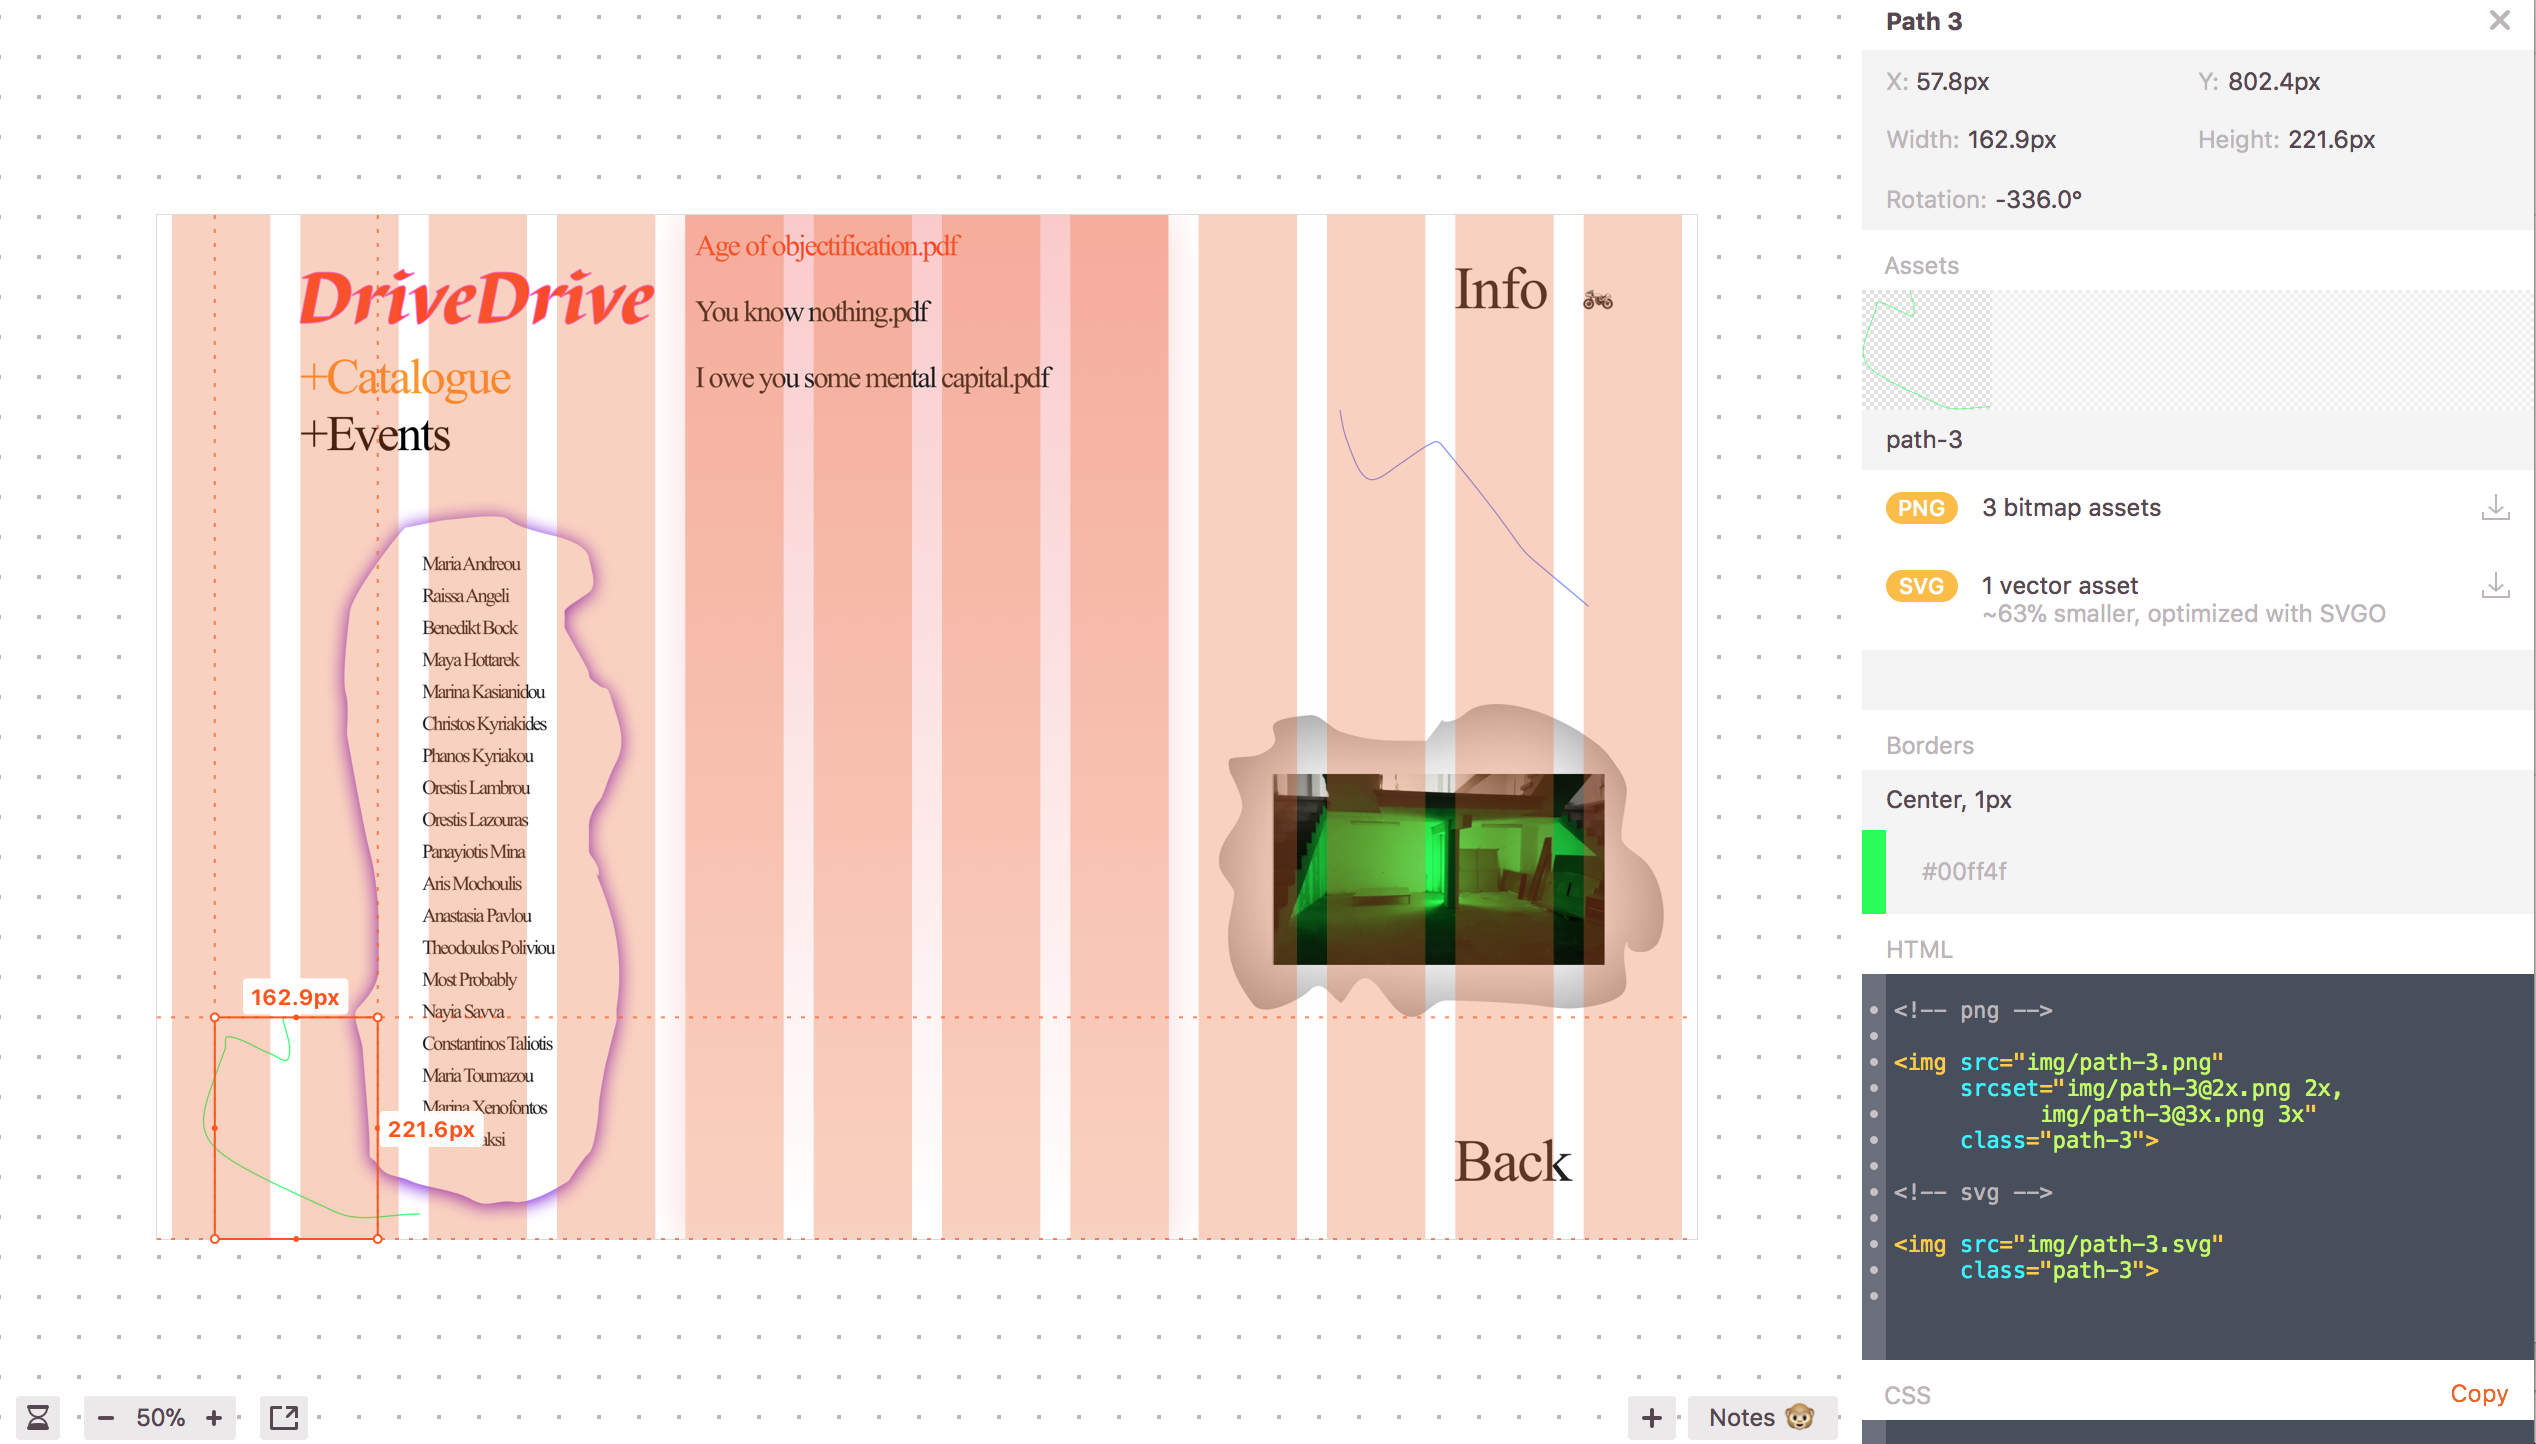 DriveDrive
+Catalogue
+Events
Age of objectification.pdf
You know nothing.pdf
I owe you some mental capital.pdf
Info
Maria Andreou
Raissa Angeli
Benedikt Bock
Maya Hottarek
Marina Kasianidou
Christos Kyriakides
Phanos Kyriakou
Orestis Lambrou
Orestis Lazouras
Panayiotis Mina
Aris Mochoulis
Anastasia Pavlou
Theodoulos Poliviou
Most Probably
Nayia Savva
Constantinos Taliotis
Maria Toumazou
Marina Xenofontos
aksi
162.9px
221.6px
Back
50%
Notes
Path 3
X: 57.8px
Y: 802.4px
Width: 162.9px
Height: 221.6px
Rotation: -336.0º
Assets
path-3
PNG 3 bitmap assets
SVG 1 vector asset
~63% smaller, optimized with SVGO
Borders
Center, 1px
#00ff4f
HTML
<!-- png -->
<img src="img/path-3.png"
srcset="img/path-3@2x.png 2x,
img/path-3@3x.png 3x"
class="path-3">
<!-- svg -->
<img src="img/path-3.svg"
class="path-3">
CSS
Copy